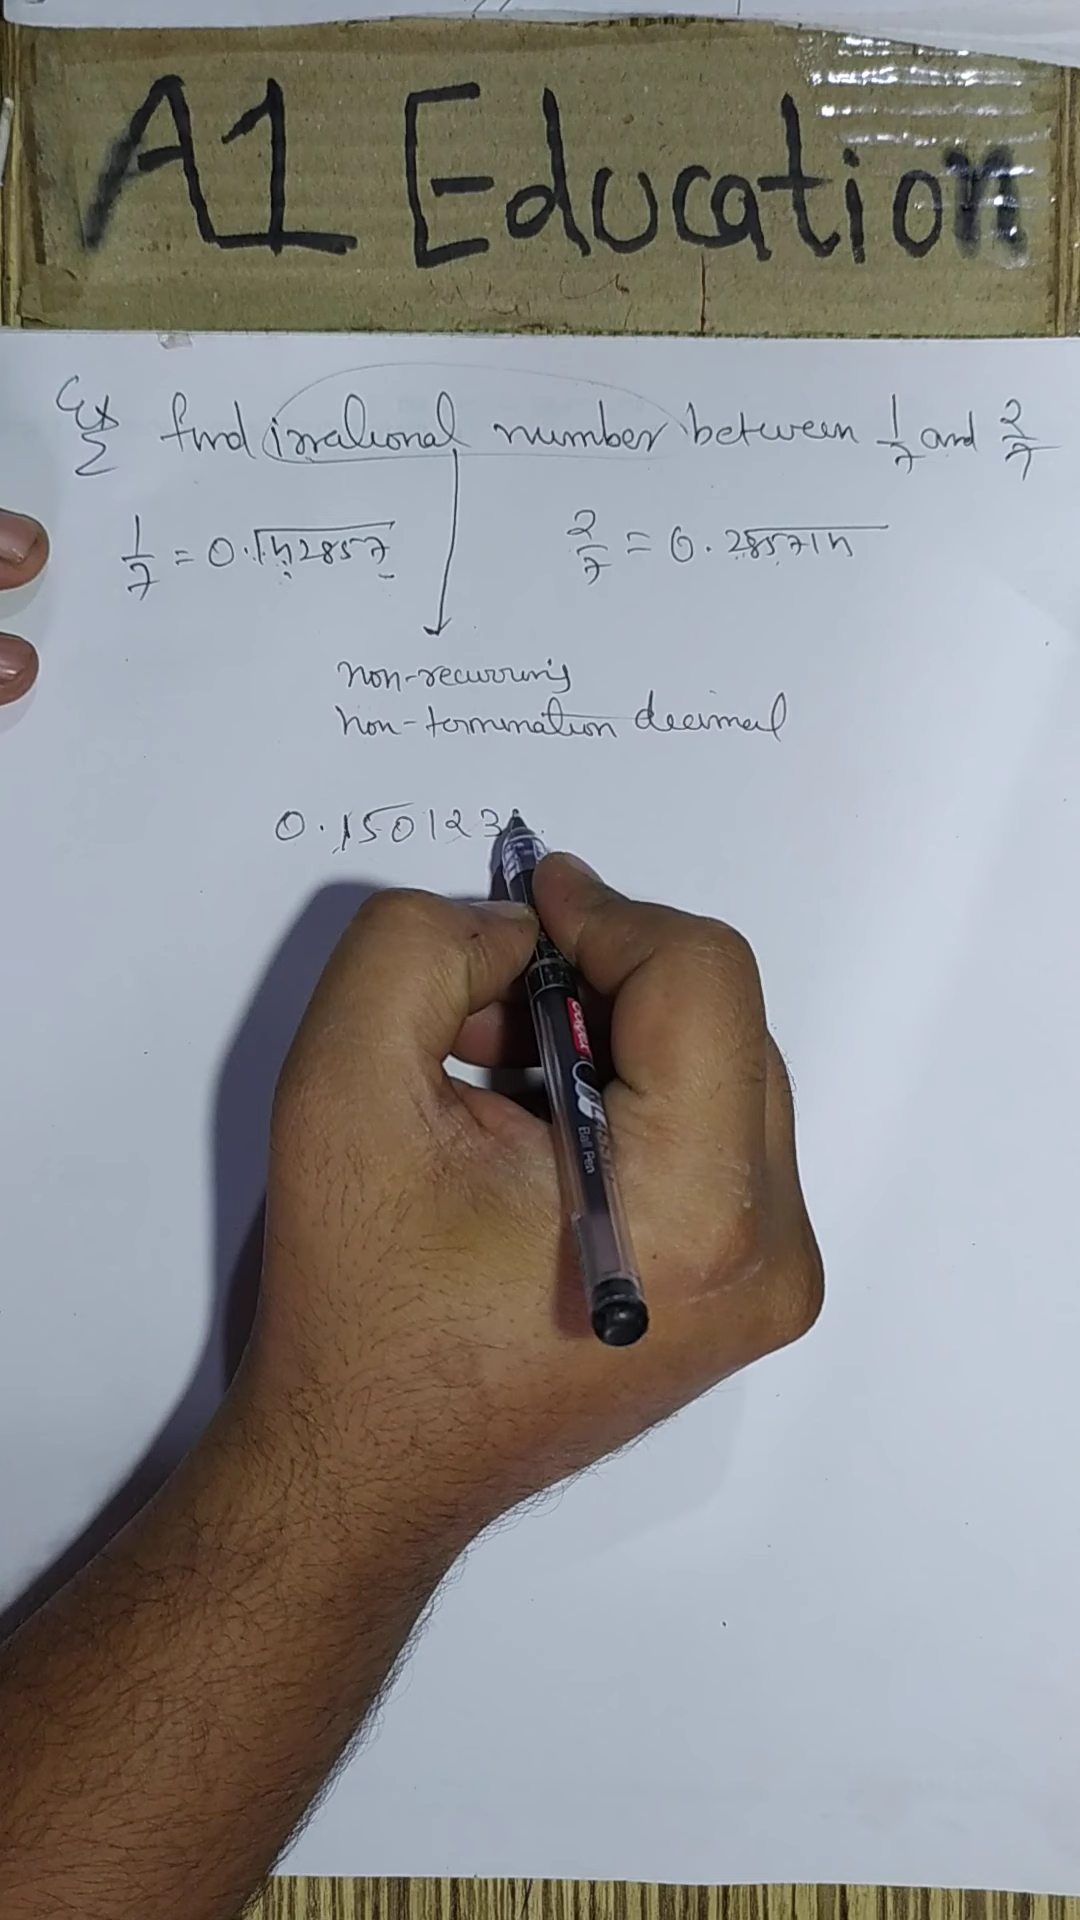 A1 Education
Ex find irrational number between 1/7 and 2/7
1/7 = 0.142857 2/7 = 0.285714
non-recurring
non-termination decimal
0.150123
Ball Pen